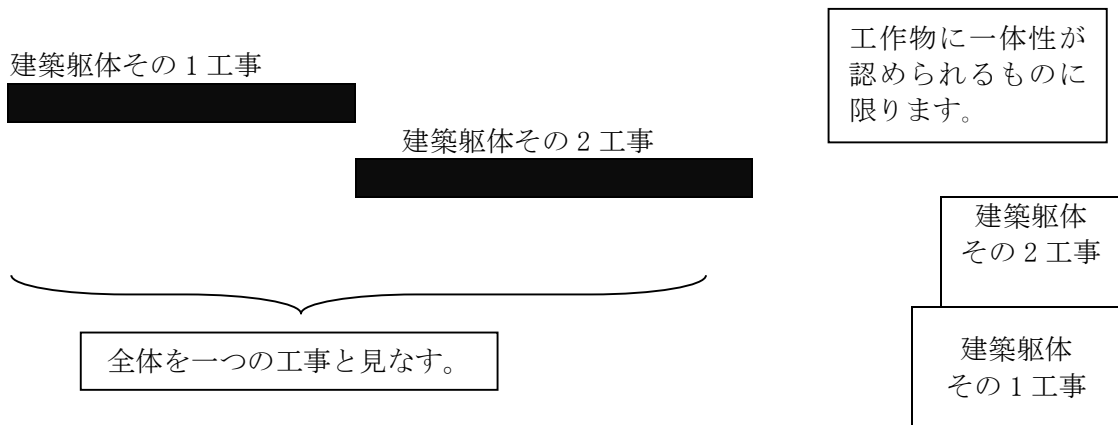 建築躯体その１工事
工作物に一体性が
認められるものに
限ります。
建築躯体その２工事
建築躯体
その２工事
全体を一つの工事と見なす。
建築躯体
その１工事